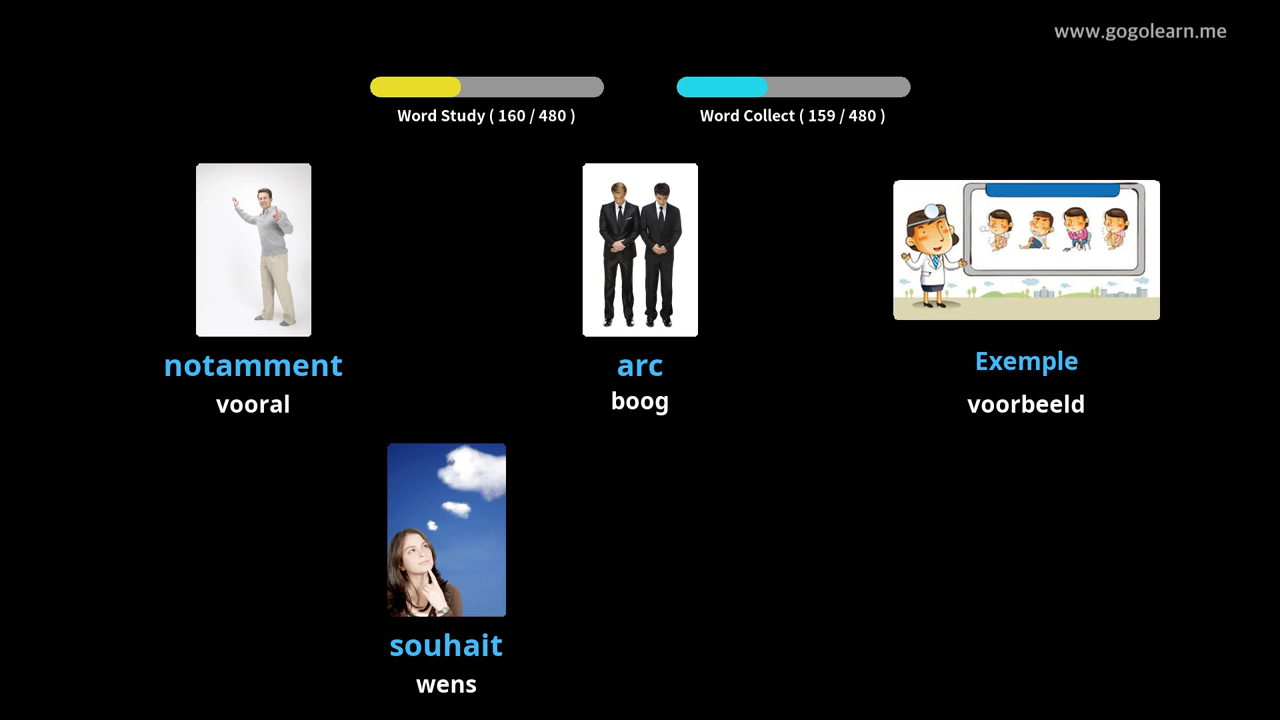 www.gogolearn.me
Word Study ( 160 / 480 )
Word Collect ( 159 / 480 )
notamment
vooral
arc
boog
Exemple
voorbeeld
souhait
wens